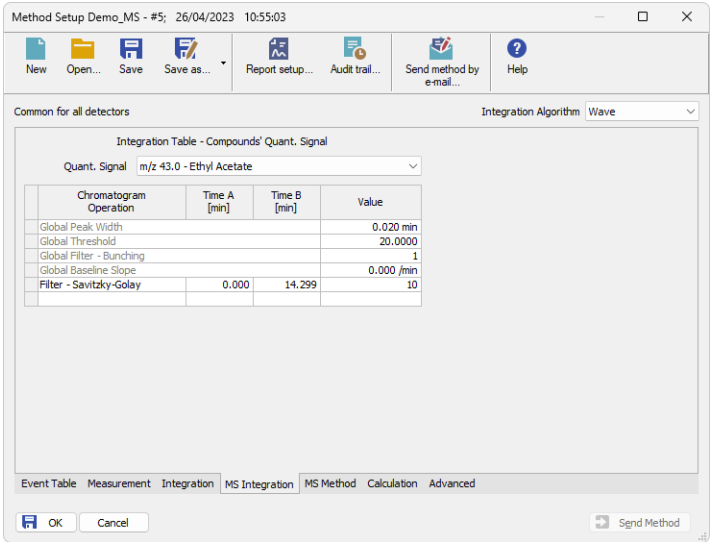 Method Setup Demo_MS - #5; 26/04/2023 10:55:03
New Open... Save Save as... Report setup... Audit trail... Send method by e-mail... Help
Common for all detectors Integration Algorithm Wave
Integration Table - Compounds' Quant. Signal
Quant. Signal m/z 43.0 - Ethyl Acetate
Chromatogram Operation Time A [min] Time B [min] Value
Global Peak Width 0.020 min
Global Threshold 20.0000
Global Filter - Bunching 1
Global Baseline Slope 0.000 /min
Filter - Savitzky-Golay 0.000 14.299 10
Event Table Measurement Integration MS Integration MS Method Calculation Advanced
OK Cancel Send Method